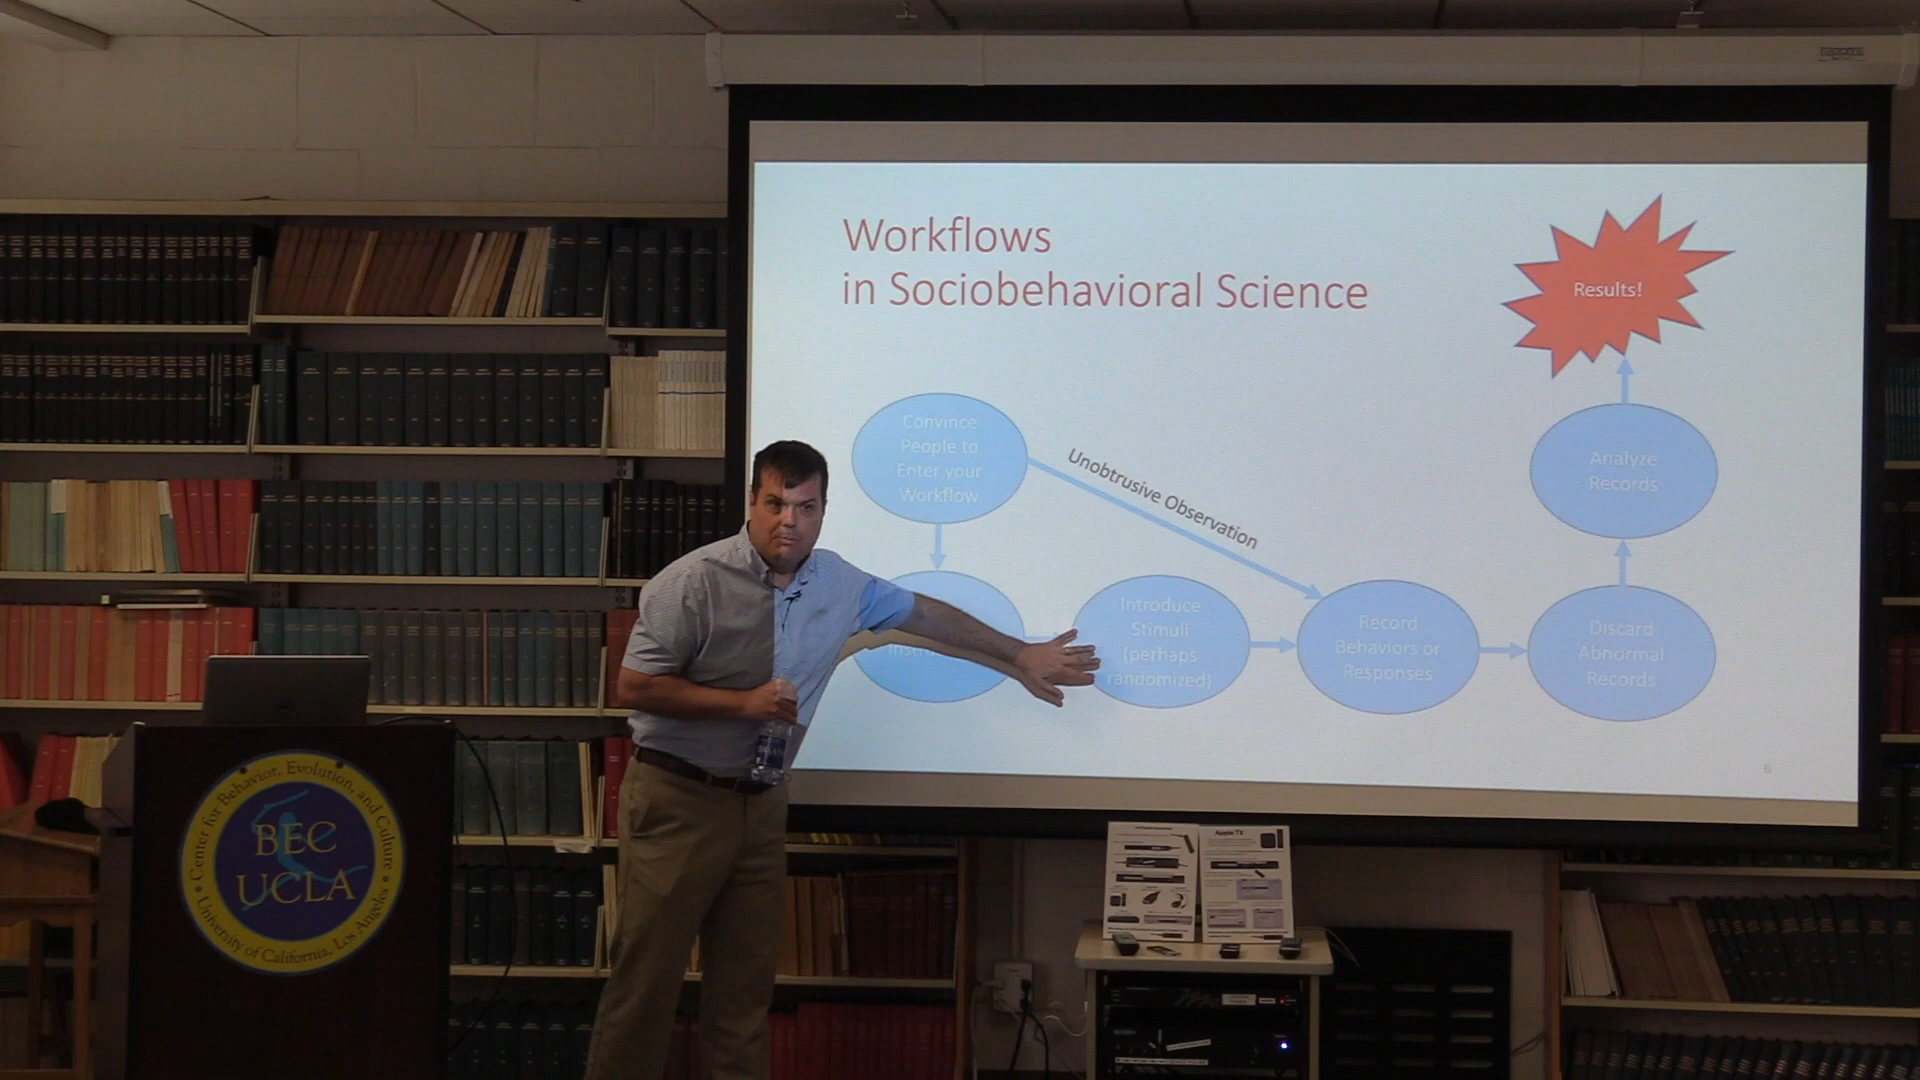 Workflows
in Sociobehavioral Science
Results!
Convince
People to
Enter your
Workflow
Unobtrusive Observation
Analyze
Records
Introduce
Stimuli
(perhaps
randomized)
Record
Behaviors or
Responses
Discard
Abnormal
Records
6
Center for Behavior, Evolution, and Culture
BEC
UCLA
University of California, Los Angeles
Apple TV